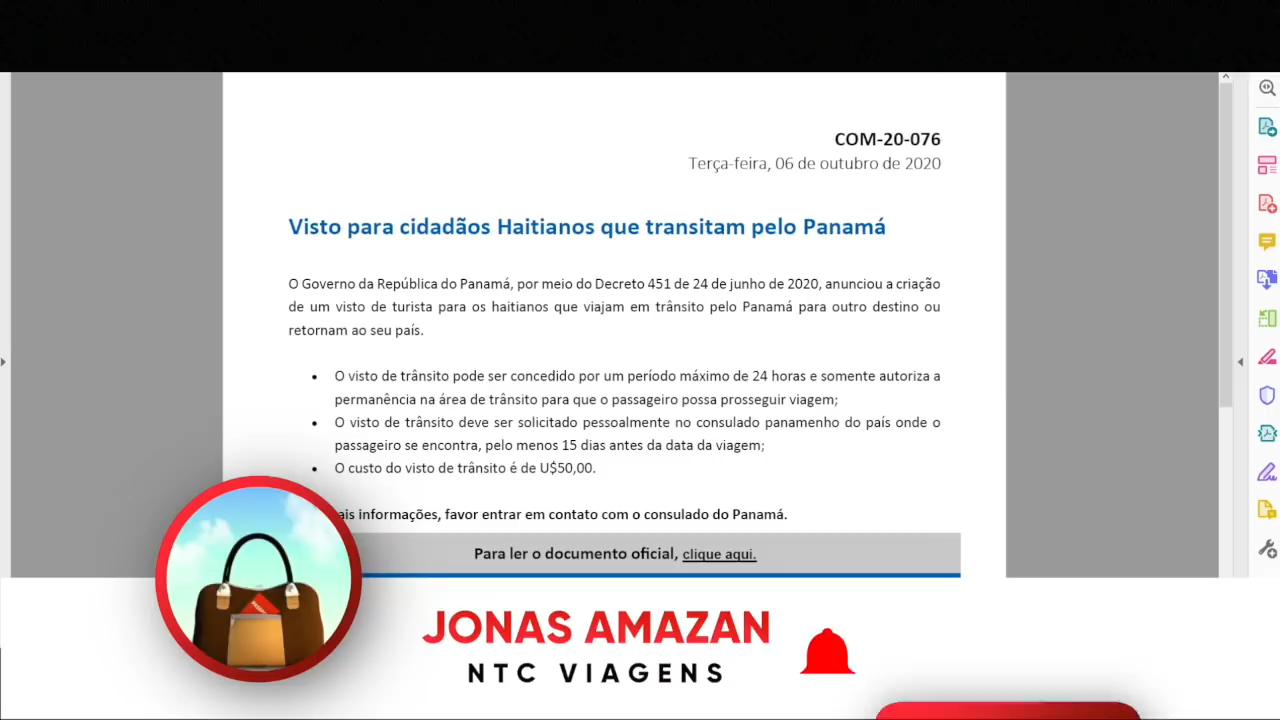 COM-20-076
Terça-feira, 06 de outubro de 2020
Visto para cidadãos Haitianos que transitam pelo Panamá
O Governo da República do Panamá, por meio do Decreto 451 de 24 de junho de 2020, anunciou a criação
de um visto de turista para os haitianos que viajam em trânsito pelo Panamá para outro destino ou
retornam ao seu país.
• O visto de trânsito pode ser concedido por um período máximo de 24 horas e somente autoriza a
permanência na área de trânsito para que o passageiro possa prosseguir viagem;
• O visto de trânsito deve ser solicitado pessoalmente no consulado panamenho do país onde o
passageiro se encontra, pelo menos 15 dias antes da data da viagem;
• O custo do visto de trânsito é de U$50,00.
informações, favor entrar em contato com o consulado do Panamá.
Para ler o documento oficial, clique aqui.
JONAS AMAZAN
NTC VIAGENS